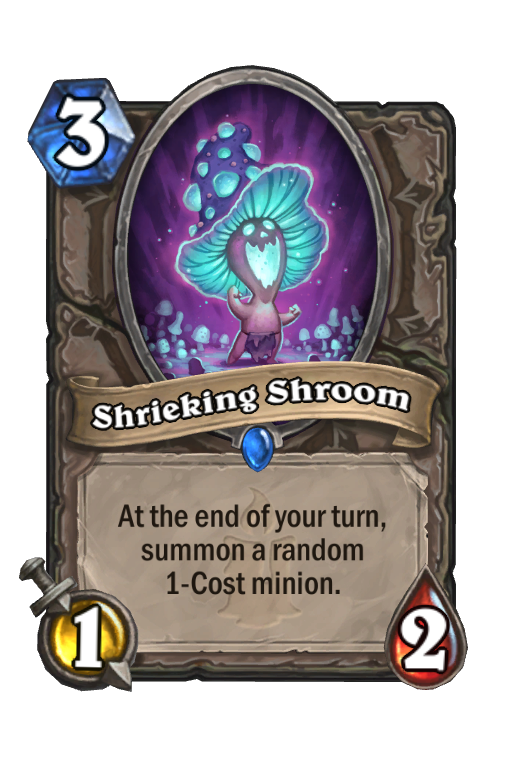 3
Shrieking Shroom
At the end of your turn,
summon a random
1-Cost minion.
1
2